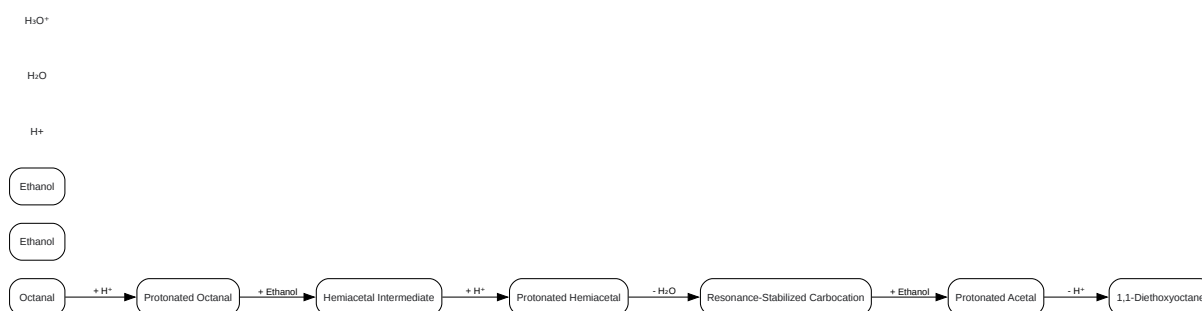 H₃O⁺
H₂O
H+
Ethanol
Ethanol
Octanal
+ H⁺
Protonated Octanal
+ Ethanol
Hemiacetal Intermediate
+ H⁺
Protonated Hemiacetal
- H₂O
Resonance-Stabilized Carbocation
+ Ethanol
Protonated Acetal
- H⁺
1,1-Diethoxyoctane